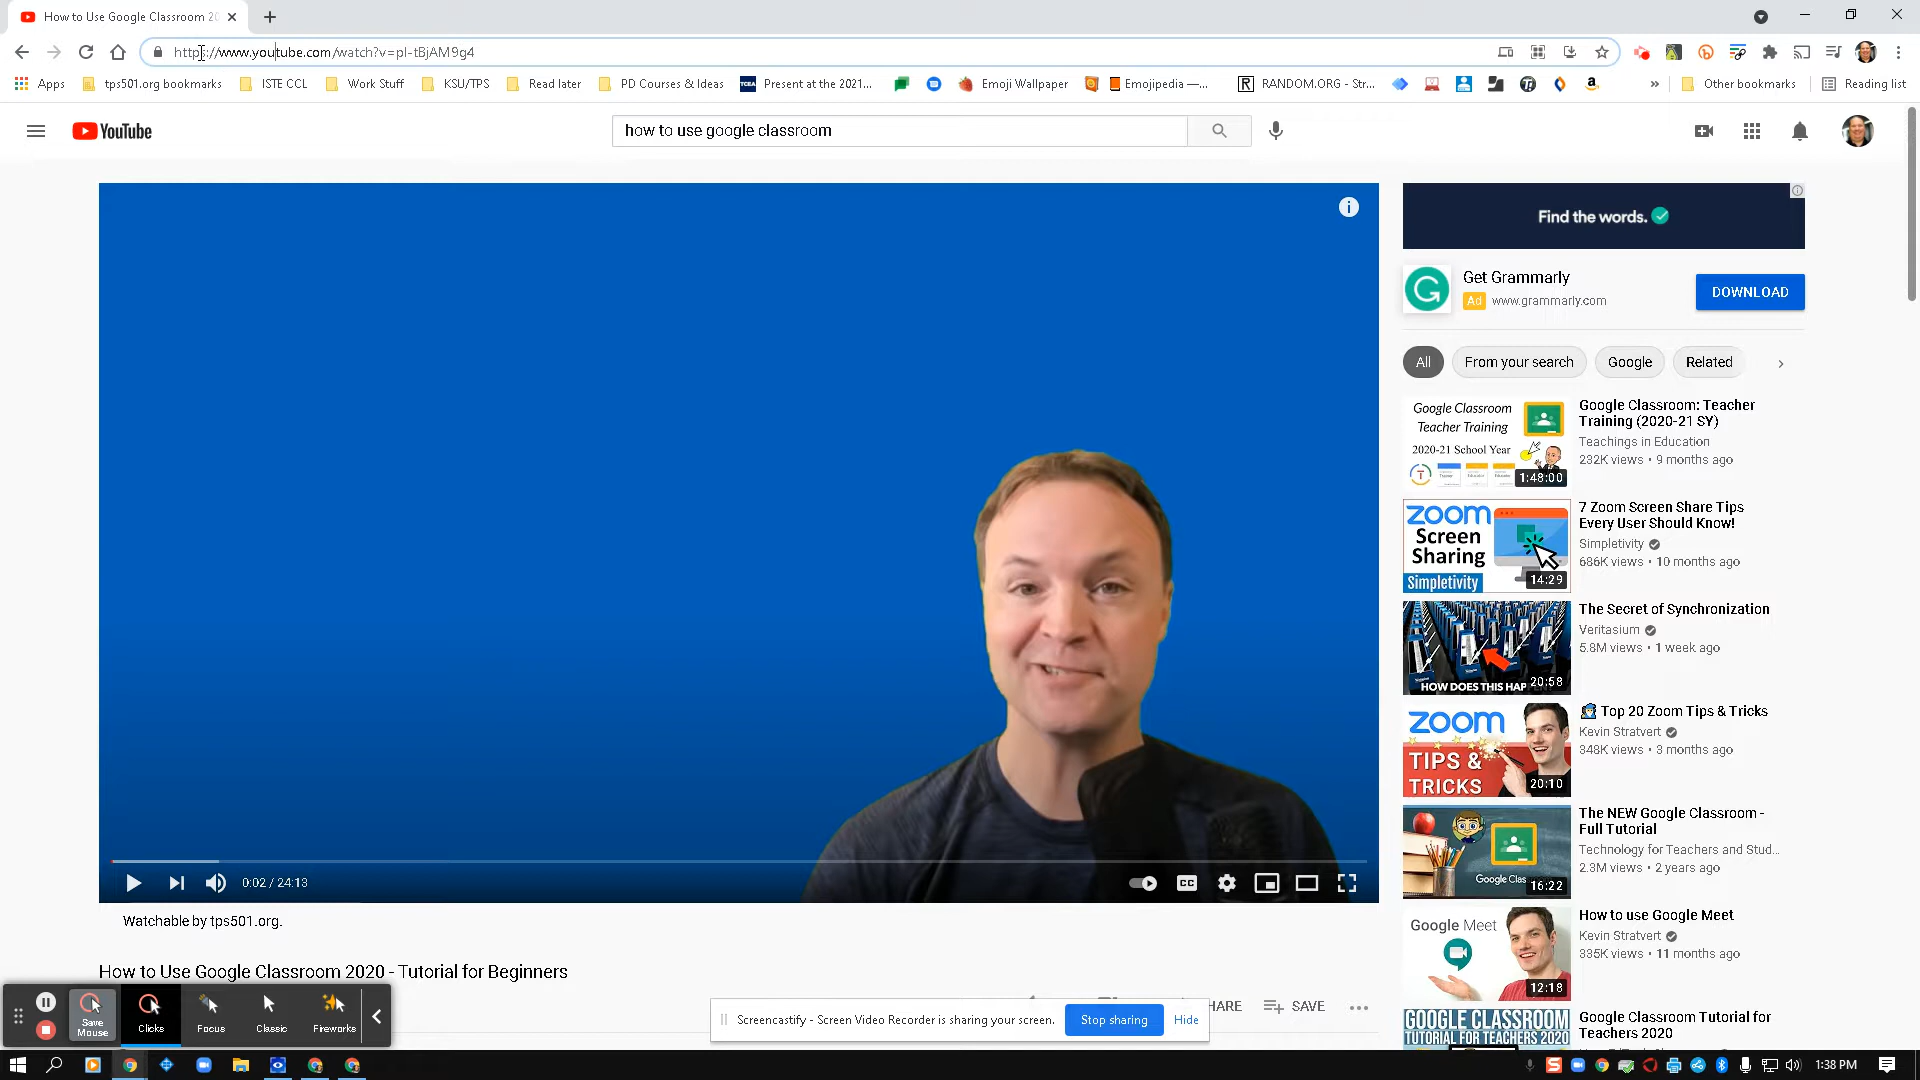 How to Use Google Classroom 20
https://www.youtube.com/watch?v=pl-tBjAM9g4
Apps
tps501.org bookmarks
ISTE CCL
Work Stuff
KSU/TPS
Read later
PD Courses & Ideas
TCEA
Present at the 2021...
Emoji Wallpaper
Emojipedia —...
R
RANDOM.ORG - Str...
»
Other bookmarks
Reading list
YouTube
how to use google classroom
Find the words.
Get Grammarly
Ad www.grammarly.com
DOWNLOAD
All
From your search
Google
Related
Google Classroom
Teacher Training
2020-2021 School Year
1:48:00
Google Classroom: Teacher
Training (2020-21 SY)
Teachings in Education
232K views • 9 months ago
zoom
Screen
Sharing
Simpletivity
14:29
7 Zoom Screen Share Tips
Every User Should Know!
Simpletivity
686K views • 10 months ago
HOW DOES THIS HAP
20:58
The Secret of Synchronization
Veritasium
5.8M views • 1 week ago
zoom
TIPS &
TRICKS
20:10
Top 20 Zoom Tips & Tricks
Kevin Stratvert
348K views • 3 months ago
Google Clas
16:22
The NEW Google Classroom -
Full Tutorial
Technology for Teachers and Stud...
2.3M views • 2 years ago
Google Meet
12:18
How to use Google Meet
Kevin Stratvert
335K views • 11 months ago
GOOGLE CLASSROOM
TUTORIAL FOR TEACHERS 2020
Google Classroom Tutorial for
Teachers 2020
0:02 / 24:13
CC
Watchable by tps501.org.
How to Use Google Classroom 2020 - Tutorial for Beginners
HARE
SAVE
Save
Mouse
Clicks
Focus
Classic
Fireworks
Screencastify - Screen Video Recorder is sharing your screen.
Stop sharing
Hide
1:38 PM